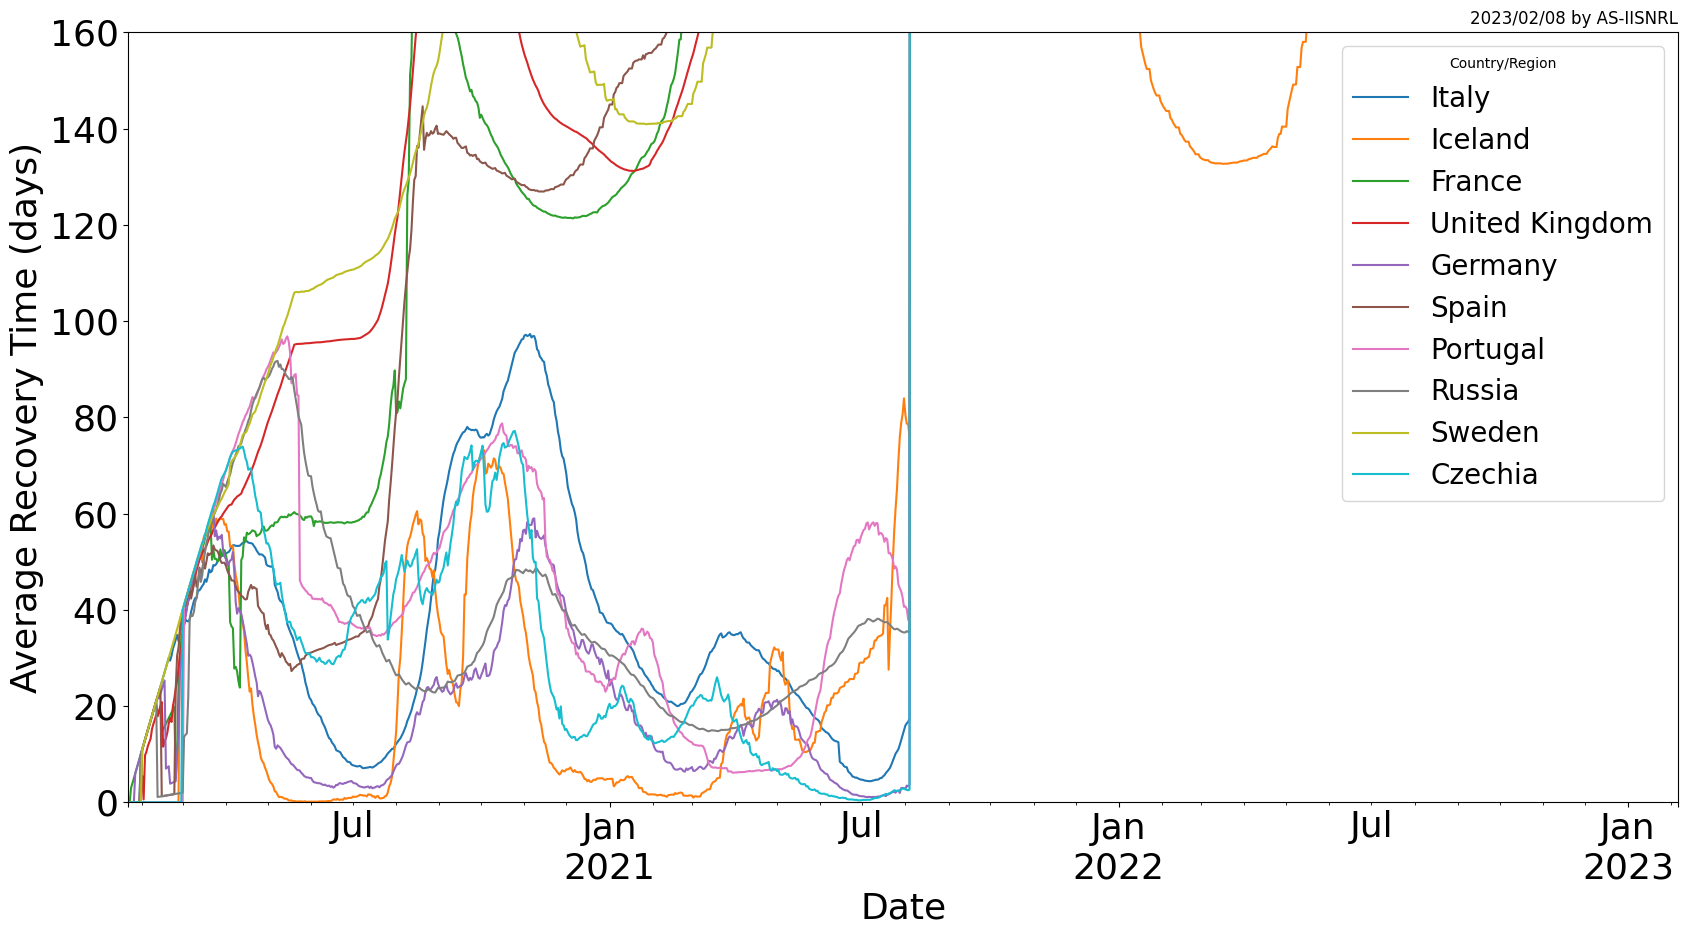 2023/02/08 by AS-IISNRL
160
140
120
100
80
60
40
20
0
Average Recovery Time (days)
Country/Region
Italy
Iceland
France
United Kingdom
Germany
Spain
Portugal
Russia
Sweden
Czechia
Jul
Jan
2021
Jul
Jan
2022
Jul
Jan
2023
Date